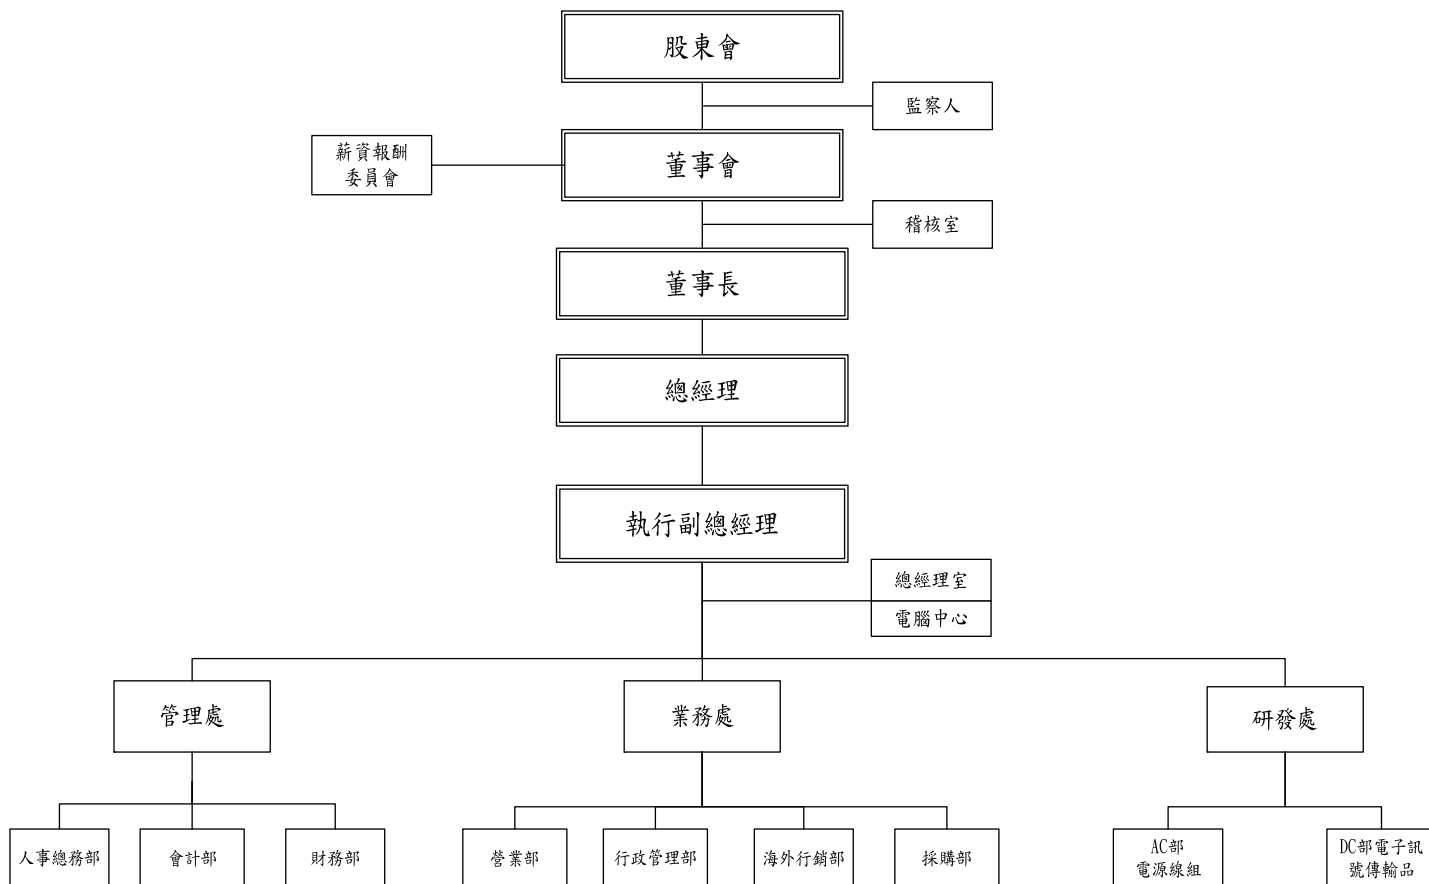 股東會
監察人
薪資報酬
委員會
董事會
稽核室
董事長
總經理
執行副總經理
總經理室
電腦中心
管理處
業務處
研發處
人事總務部
會計部
財務部
營業部
行政管理部
海外行銷部
採購部
AC部
電源線組
DC部電子訊
號傳輸品